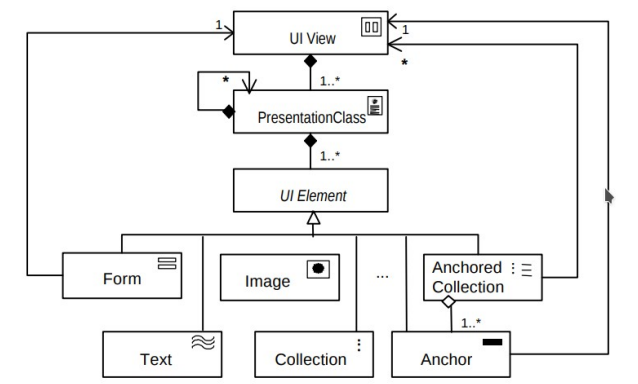 1
UI View
1
*
1..*
*
PresentationClass
1..*
UI Element
Form
Image
...
Anchored
Collection
1..*
Text
Collection
Anchor